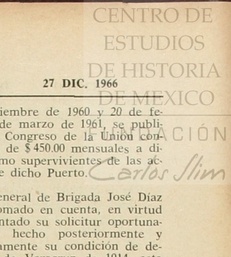 CENTRO DE
ESTUDIOS
DE HISTORIA
DE MEXICO
FUNDACIÓN
Carlos Slim
27 DIC. 1966
iembre de 1960 y 20 de fe-
de marzo de 1961, se publi-
Congreso de la Unión con-
de $450.00 mensuales a di-
mo supervivientes de las ac-
e dicho Puerto.
eneral de Brigada José Díaz
omado en cuenta, en virtud
entado su solicitud oportuna-
hecho posteriormente y
amente su condición de de-